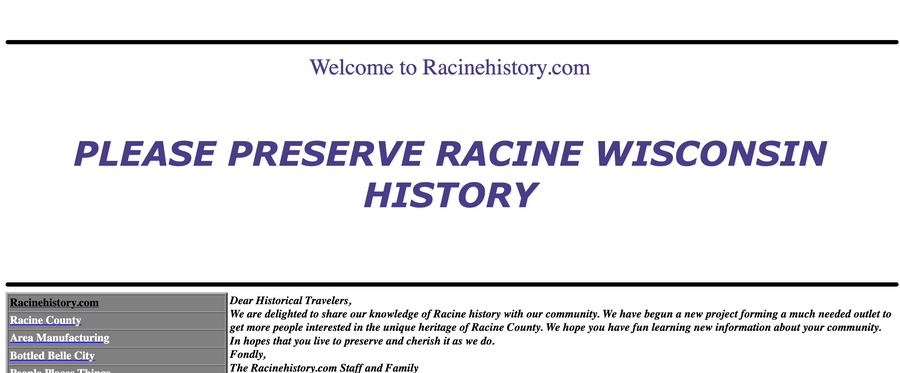 Welcome to Racinehistory.com
PLEASE PRESERVE RACINE WISCONSIN
HISTORY
Racinehistory.com
Racine County
Area Manufacturing
Bottled Belle City
People Places Things
Dear Historical Travelers,
We are delighted to share our knowledge of Racine history with our community. We have begun a new project forming a much needed outlet to
get more people interested in the unique heritage of Racine County. We hope you have fun learning new information about your community.
In hopes that you live to preserve and cherish it as we do.
Fondly,
The Racinehistory.com Staff and Family